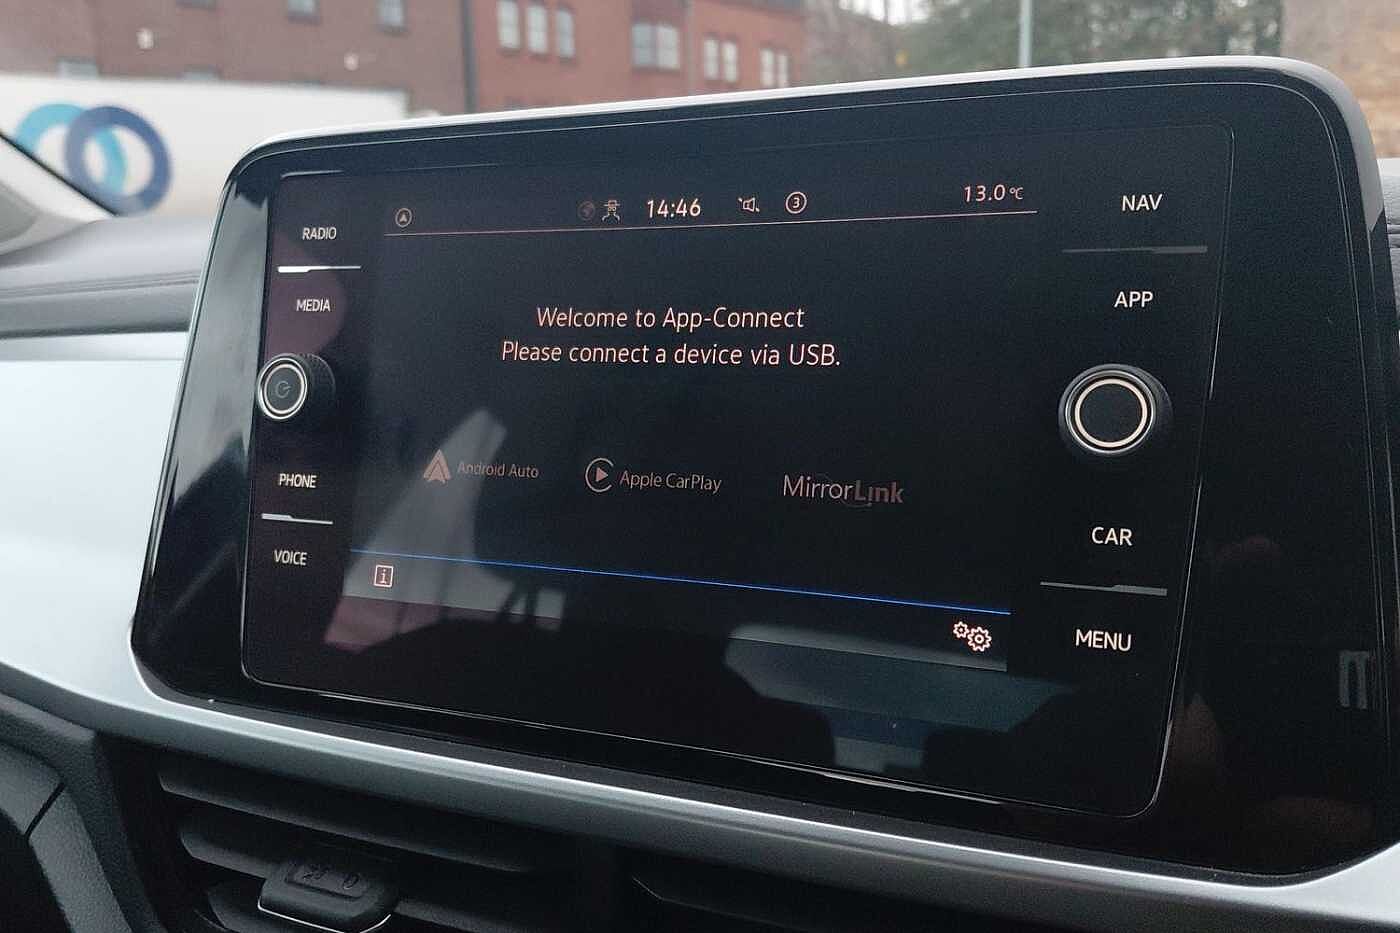 14:46
3
13.0 °C
RADIO
MEDIA
PHONE
VOICE
Welcome to App-Connect
Please connect a device via USB.
Android Auto
Apple CarPlay
MirrorLink
i
NAV
APP
CAR
MENU